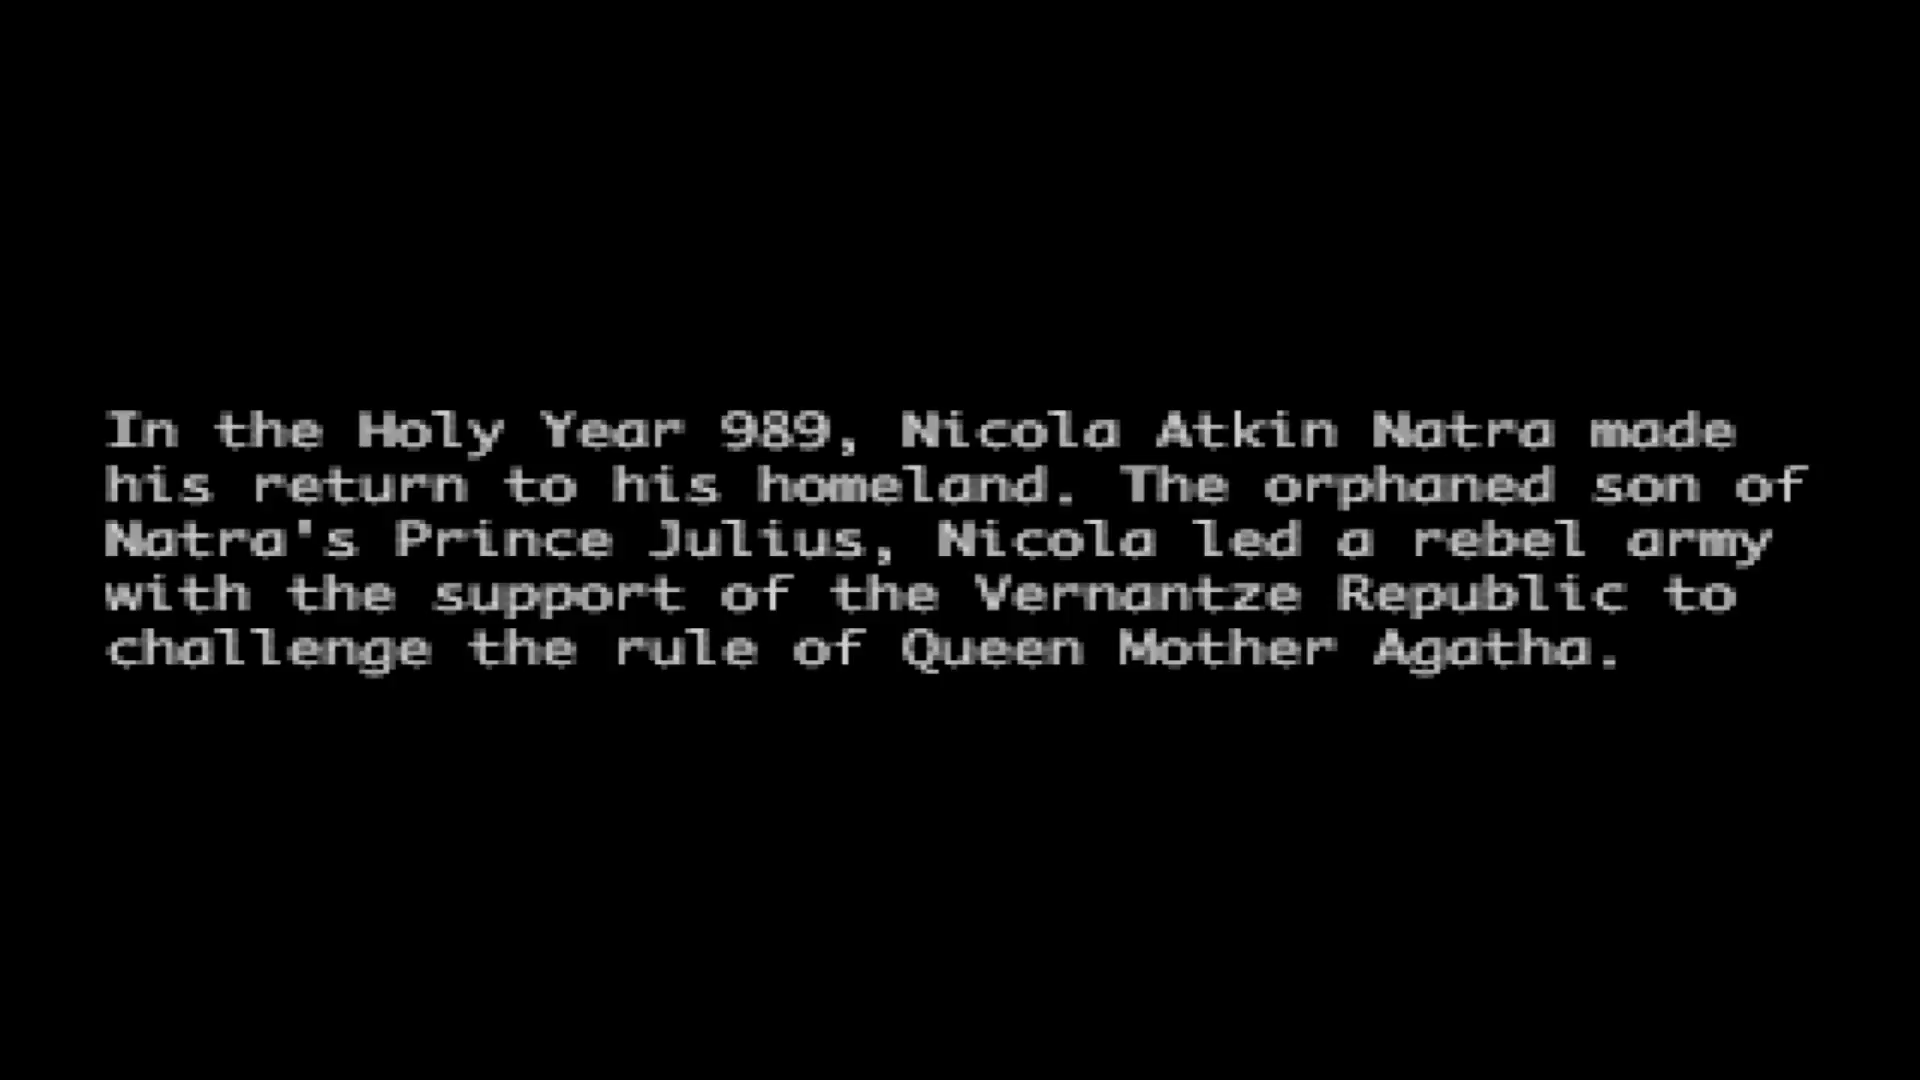 In the Holy Year 989, Nicola Atkin Natra made
his return to his homeland. The orphaned son of
Natra's Prince Julius, Nicola led a rebel army
with the support of the Vernantze Republic to
challenge the rule of Queen Mother Agatha.